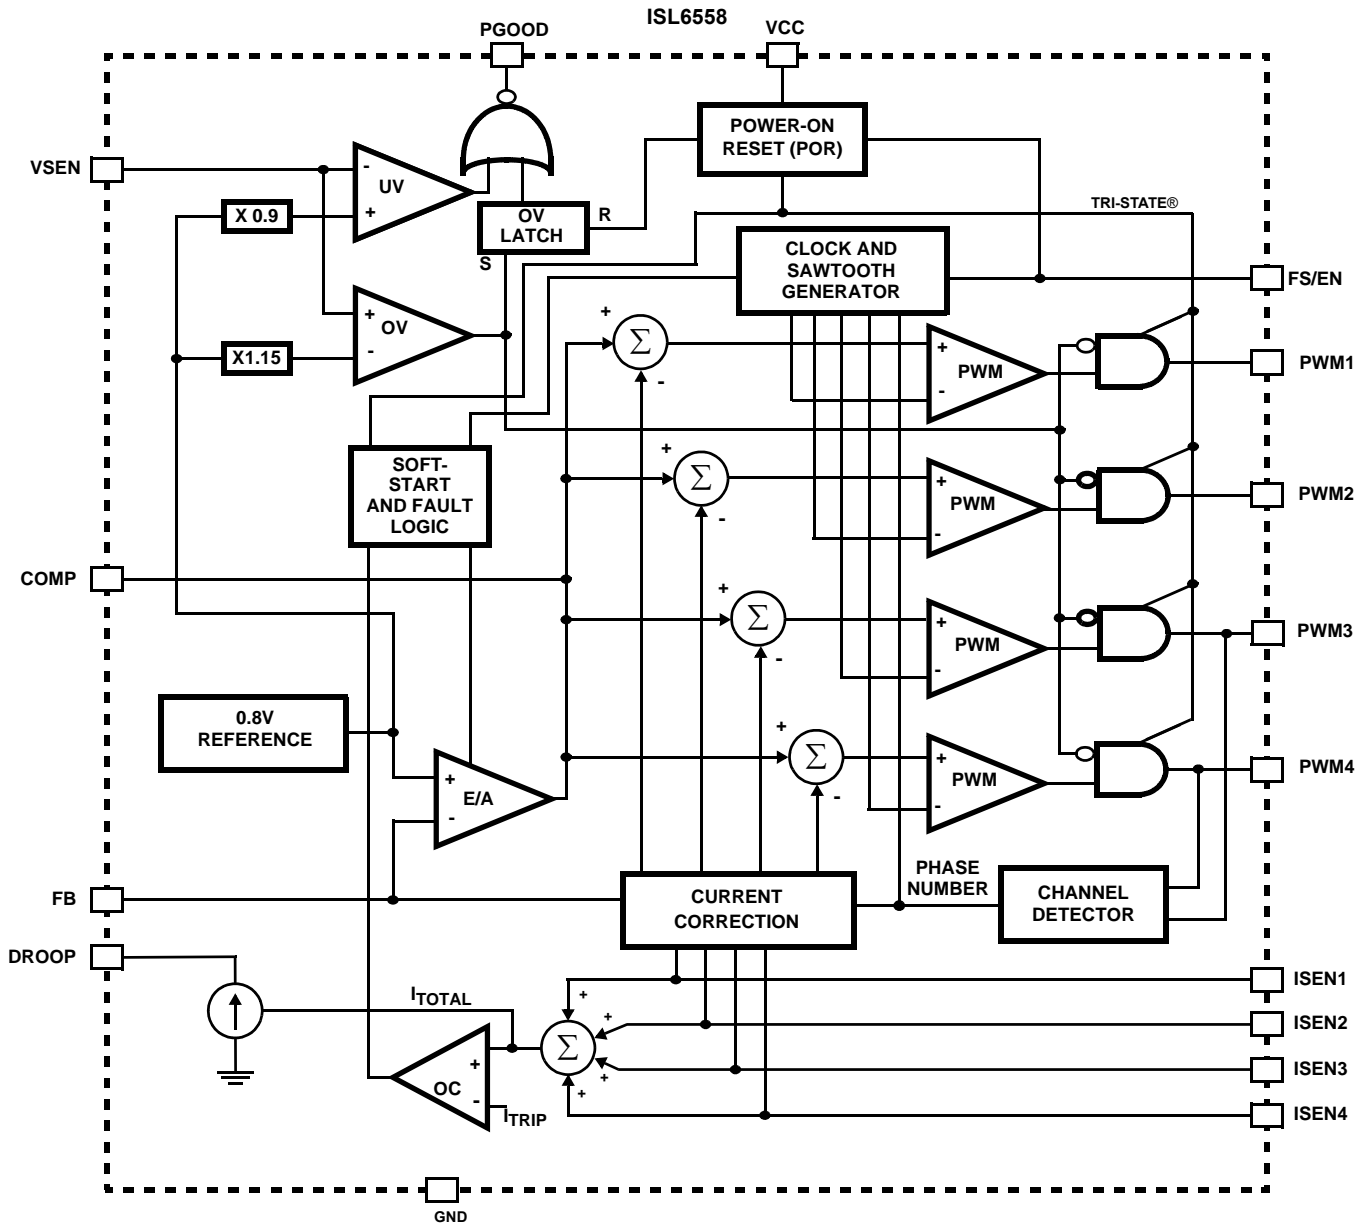 ISL6558
PGOOD
VCC
POWER-ON
RESET (POR)
VSEN
-
UV
+
X 0.9
OV
LATCH
R
S
TRI-STATE®
CLOCK AND
SAWTOOTH
GENERATOR
FS/EN
+
OV
-
X1.15
+
Σ
-
+
PWM
-
PWM1
SOFT-
START
AND FAULT
LOGIC
+
Σ
-
+
PWM
-
PWM2
COMP
+
Σ
-
+
PWM
-
PWM3
0.8V
REFERENCE
+
Σ
-
+
PWM
-
PWM4
+
E/A
-
FB
CURRENT
CORRECTION
PHASE
NUMBER
CHANNEL
DETECTOR
DROOP
ITOTAL
+
+
Σ
+
+
ISEN1
ISEN2
ISEN3
ISEN4
+
OC
-
ITRIP
GND